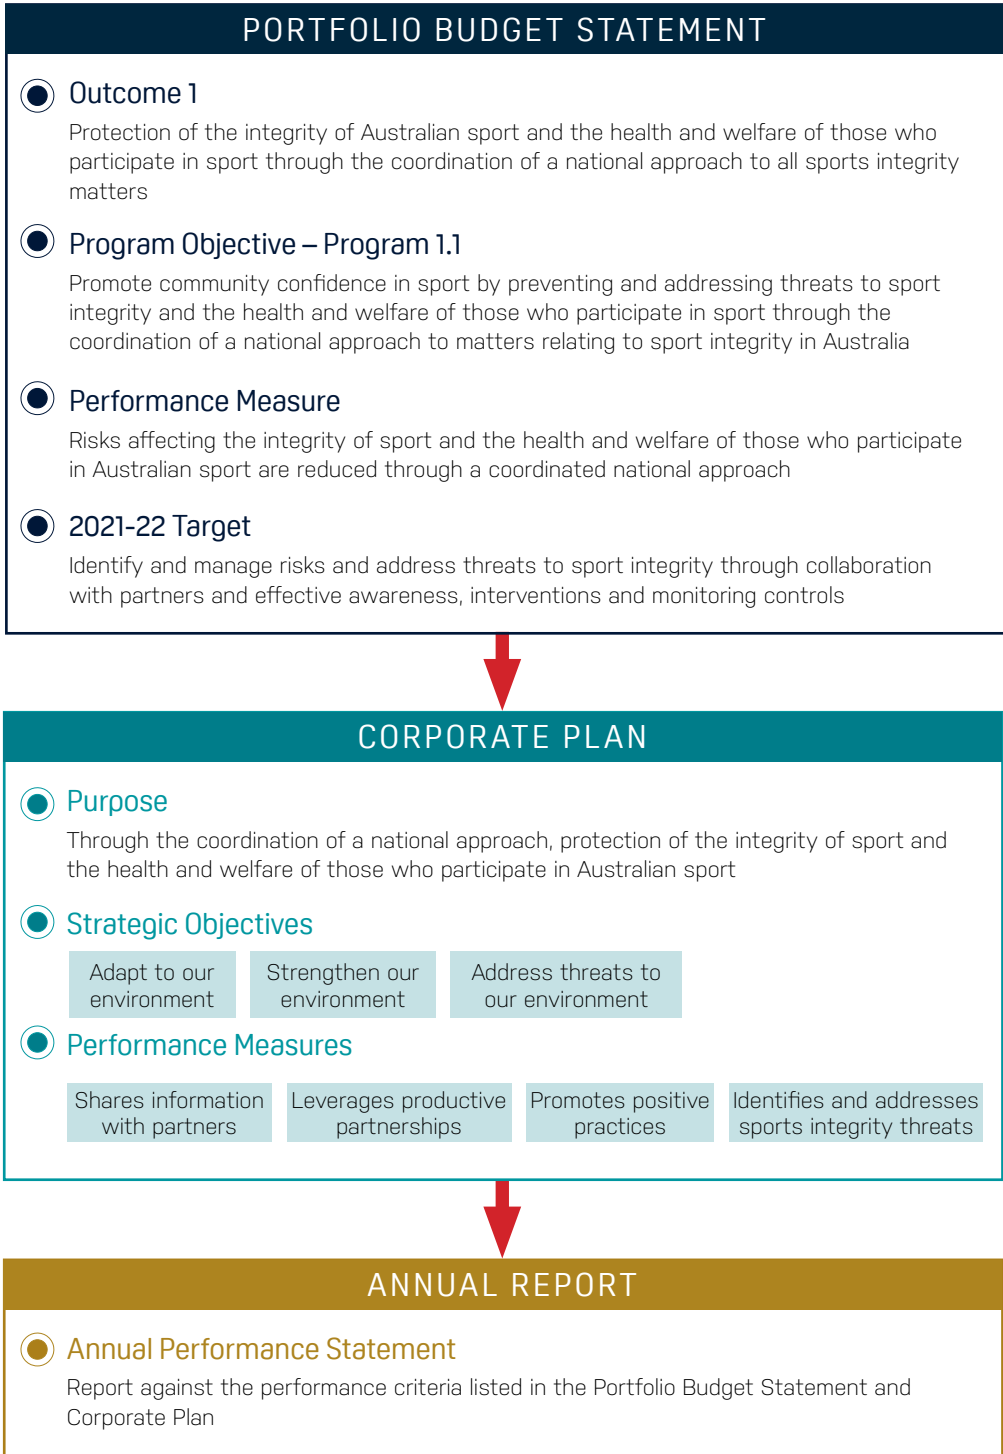 PORTFOLIO BUDGET STATEMENT
Outcome 1
Protection of the integrity of Australian sport and the health and welfare of those who
participate in sport through the coordination of a national approach to all sports integrity
matters
Program Objective – Program 1.1
Promote community confidence in sport by preventing and addressing threats to sport
integrity and the health and welfare of those who participate in sport through the
coordination of a national approach to matters relating to sport integrity in Australia
Performance Measure
Risks affecting the integrity of sport and the health and welfare of those who participate
in Australian sport are reduced through a coordinated national approach
2021-22 Target
Identify and manage risks and address threats to sport integrity through collaboration
with partners and effective awareness, interventions and monitoring controls
CORPORATE PLAN
Purpose
Through the coordination of a national approach, protection of the integrity of sport and
the health and welfare of those who participate in Australian sport
Strategic Objectives
Adapt to our
environment
Strengthen our
environment
Address threats to
our environment
Performance Measures
Shares information
with partners
Leverages productive
partnerships
Promotes positive
practices
Identifies and addresses
sports integrity threats
ANNUAL REPORT
Annual Performance Statement
Report against the performance criteria listed in the Portfolio Budget Statement and
Corporate Plan